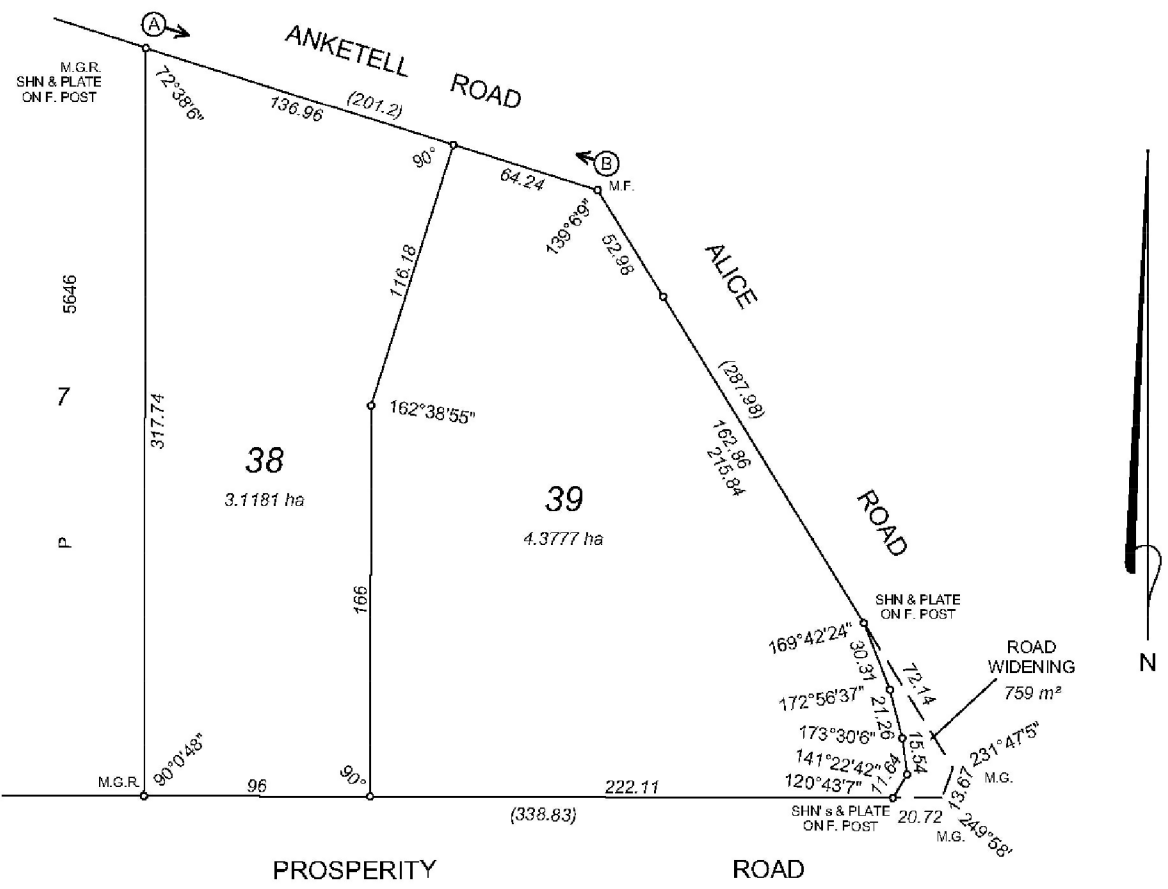 A
ANKETELL ROAD
M.G.R.
SHN & PLATE
ON F. POST
72°38'6"
136.96
(201.2)
90°
B
M.F.
64.24
139°6'9"
52.98
ALICE
116.18
5646
7
P
317.74
162°38'55"
(287.98)
162.86
215.84
38
3.1181 ha
39
4.3777 ha
ROAD
166
SHN & PLATE
ON F. POST
169°42'24"
30.31
72.14
ROAD
WIDENING
759 m²
N
172°56'37"
21.26
173°30'6"
15.54
141°22'42"
11.64
120°43'7"
231°47'5"
M.G.
13.67
249°58'
M.G.R.
90°0'48"
96
90°
222.11
(338.83)
SHN's & PLATE
ON F. POST
20.72
M.G.
PROSPERITY ROAD